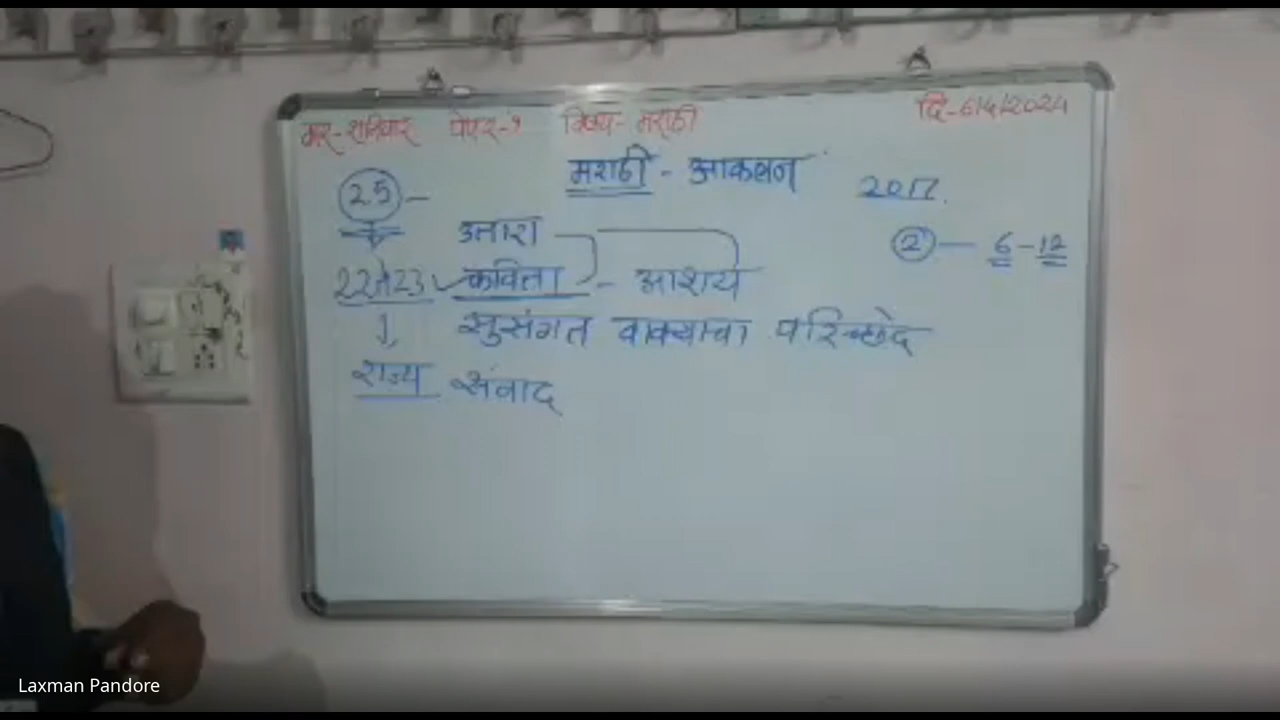 वार-शनिवार पेपर-१ विषय-मराठी दि-6/4/2024
मराठी - आकलन
25 - 2017.
उतारा
2 - 6-12
22ते23 कविता - आशय
सुसंगत वाक्याचा परिच्छेद
राज्य संवाद
Laxman Pandore